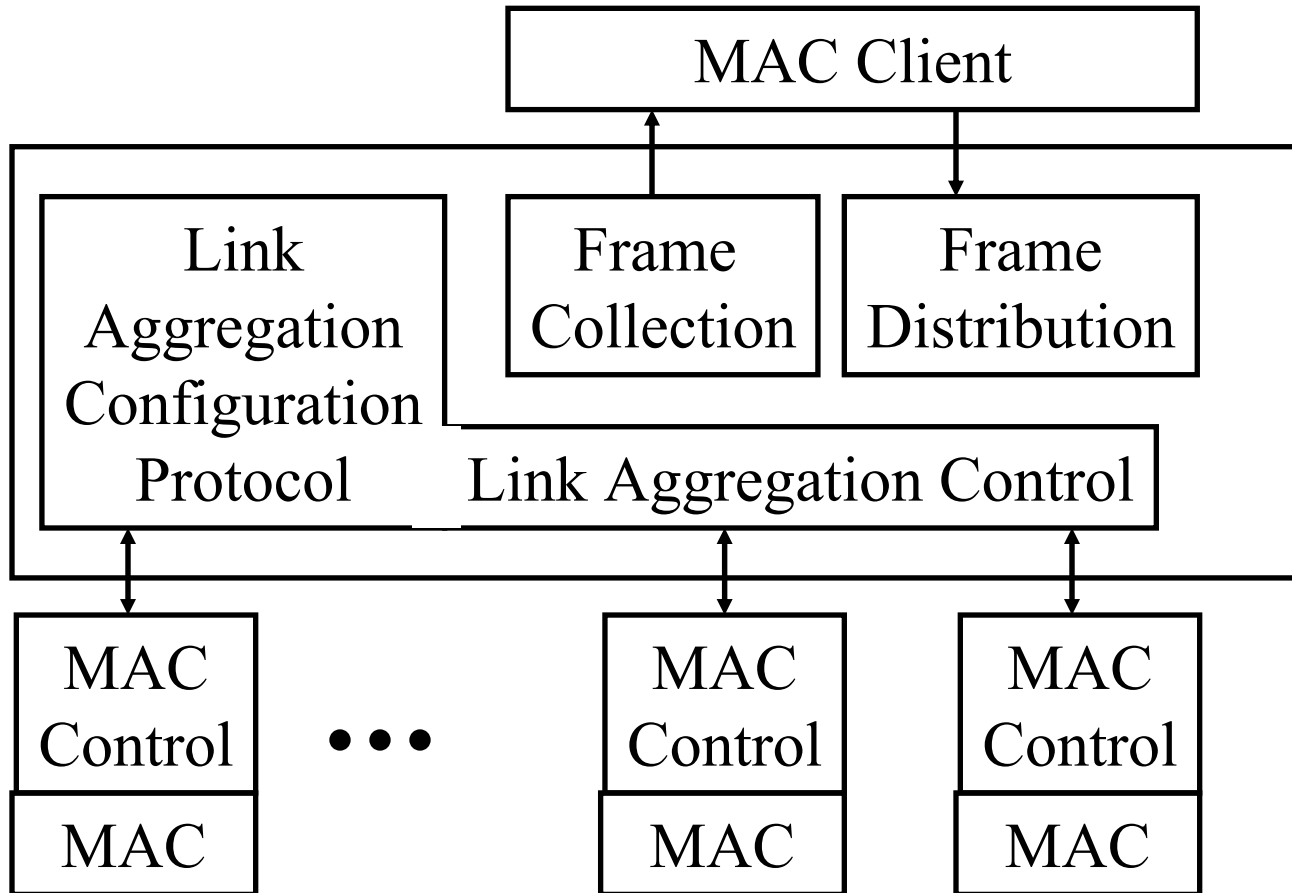 MAC Client
Link
Aggregation
Configuration
Protocol
Frame
Collection
Frame
Distribution
Link Aggregation Control
MAC
Control
MAC
•••
MAC
Control
MAC
MAC
Control
MAC